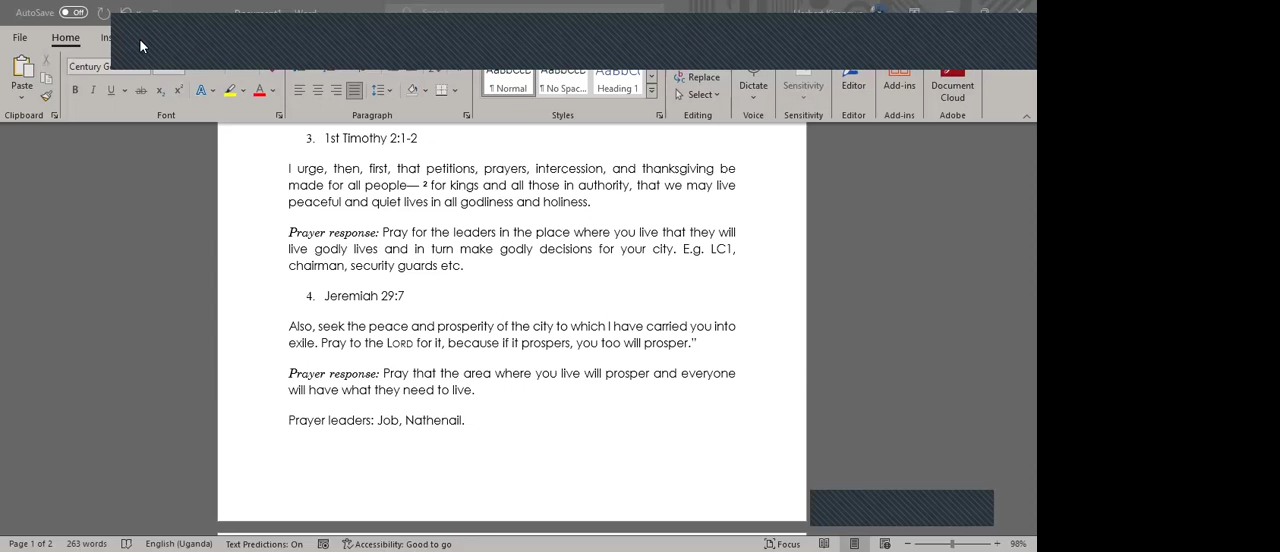 AutoSave Off
File Home
Century G
Paste
B I U ab x₂ x² A A
Replace
Select
¶ Normal ¶ No Spac... Heading 1
Dictate Sensitivity Editor Add-ins Document Cloud
Clipboard Font Paragraph Styles Editing Voice Sensitivity Editor Add-ins Adobe
3. 1st Timothy 2:1-2
I urge, then, first, that petitions, prayers, intercession, and thanksgiving be
made for all people— ² for kings and all those in authority, that we may live
peaceful and quiet lives in all godliness and holiness.
Prayer response: Pray for the leaders in the place where you live that they will
live godly lives and in turn make godly decisions for your city. E.g. LC1,
chairman, security guards etc.
4. Jeremiah 29:7
Also, seek the peace and prosperity of the city to which I have carried you into
exile. Pray to the LORD for it, because if it prospers, you too will prosper.”
Prayer response: Pray that the area where you live will prosper and everyone
will have what they need to live.
Prayer leaders: Job, Nathenail.
Page 1 of 2 263 words English (Uganda) Text Predictions: On Accessibility: Good to go Focus 98%